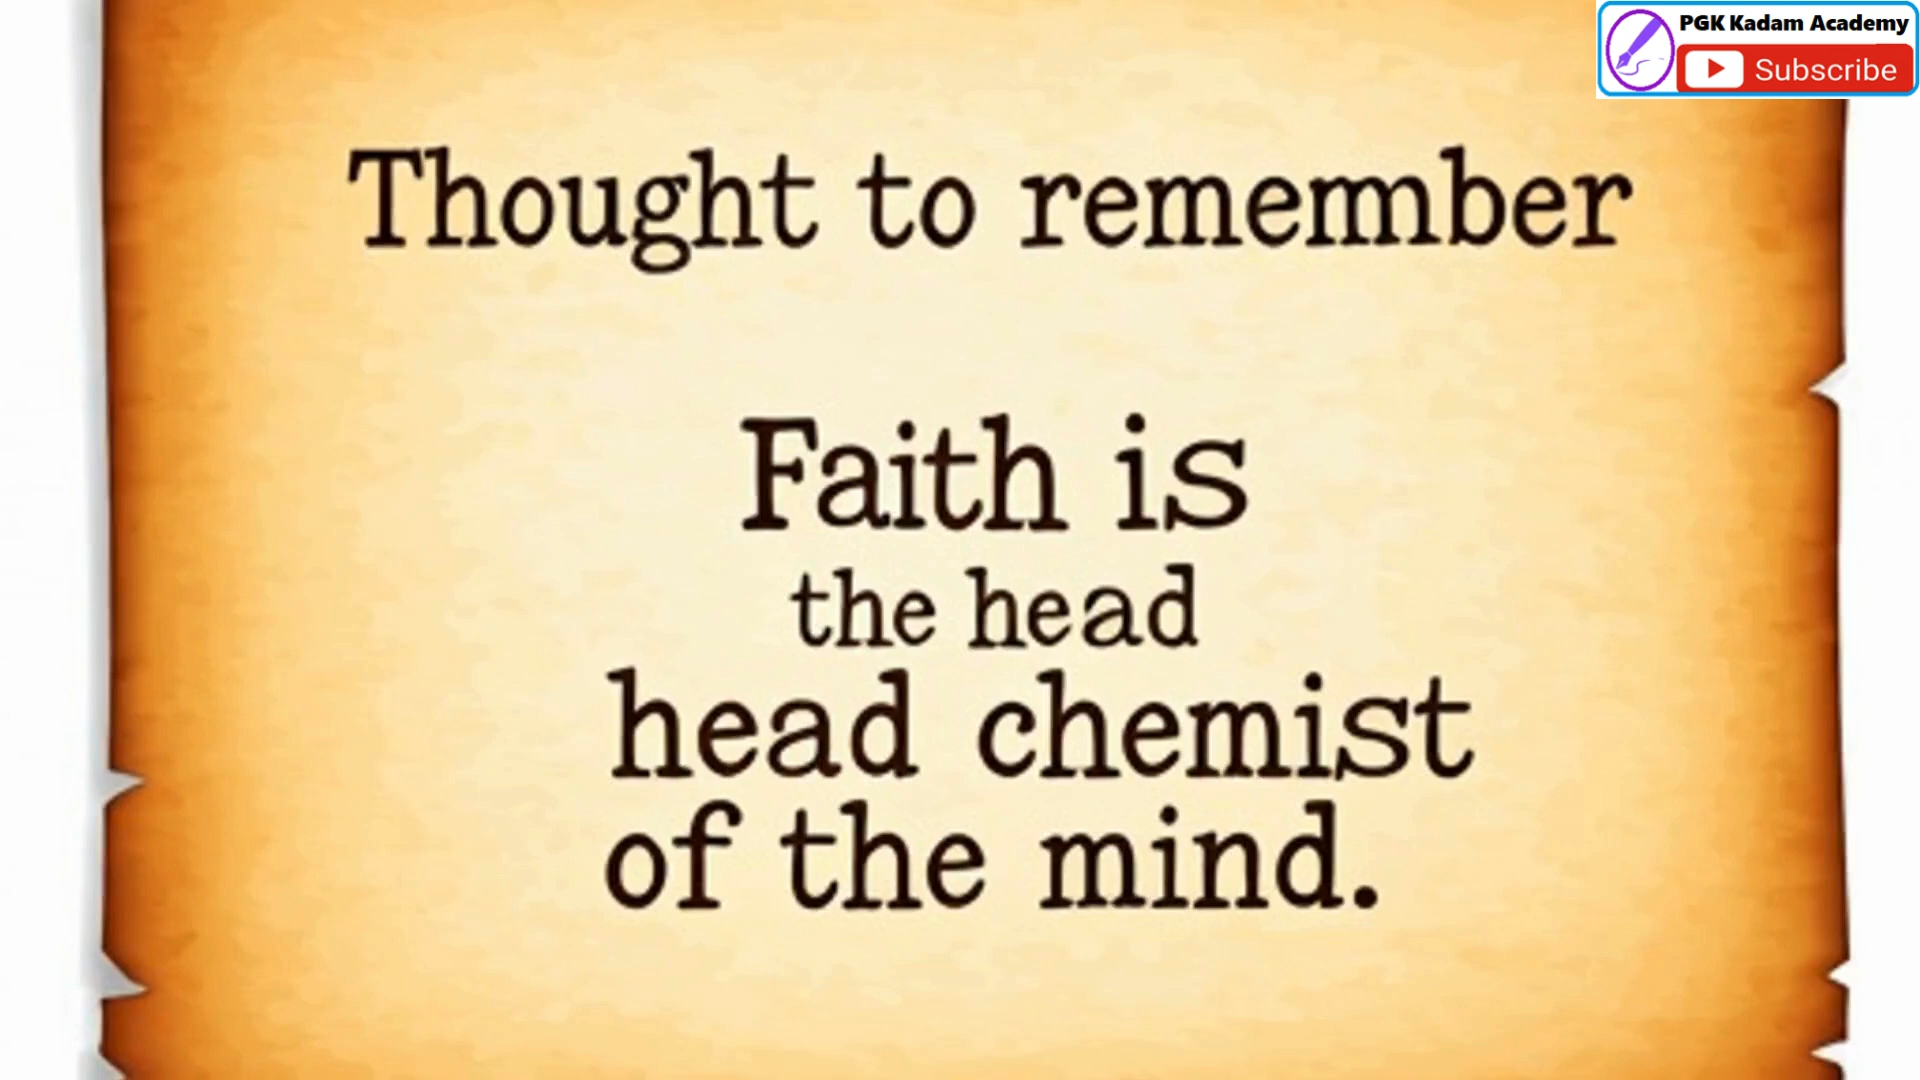 PGK Kadam Academy
Subscribe
Thought to remember
Faith is
the head
head chemist
of the mind.